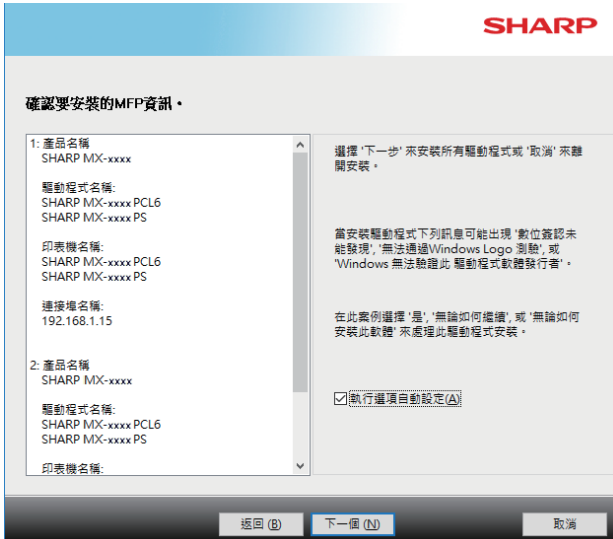 SHARP
確認要安裝的MFP資訊。
1: 產品名稱
SHARP MX-xxxx
驅動程式名稱:
SHARP MX-xxxx PCL6
SHARP MX-xxxx PS
印表機名稱:
SHARP MX-xxxx PCL6
SHARP MX-xxxx PS
連接埠名稱:
192.168.1.15
2: 產品名稱
SHARP MX-xxxx
驅動程式名稱:
SHARP MX-xxxx PCL6
SHARP MX-xxxx PS
印表機名稱:
選擇 '下一步' 來安裝所有驅動程式或 '取消' 來離
開安裝。
當安裝驅動程式下列訊息可能出現 '數位簽認未
能發現', '無法通過Windows Logo 測驗', 或
'Windows 無法驗證此 驅動程式軟體發行者'。
在此案例選擇 '是', '無論如何繼續', 或 '無論如何
安裝此軟體' 來處理此驅動程式安裝。
執行選項自動設定(A)
返回 (B)
下一個 (N)
取消